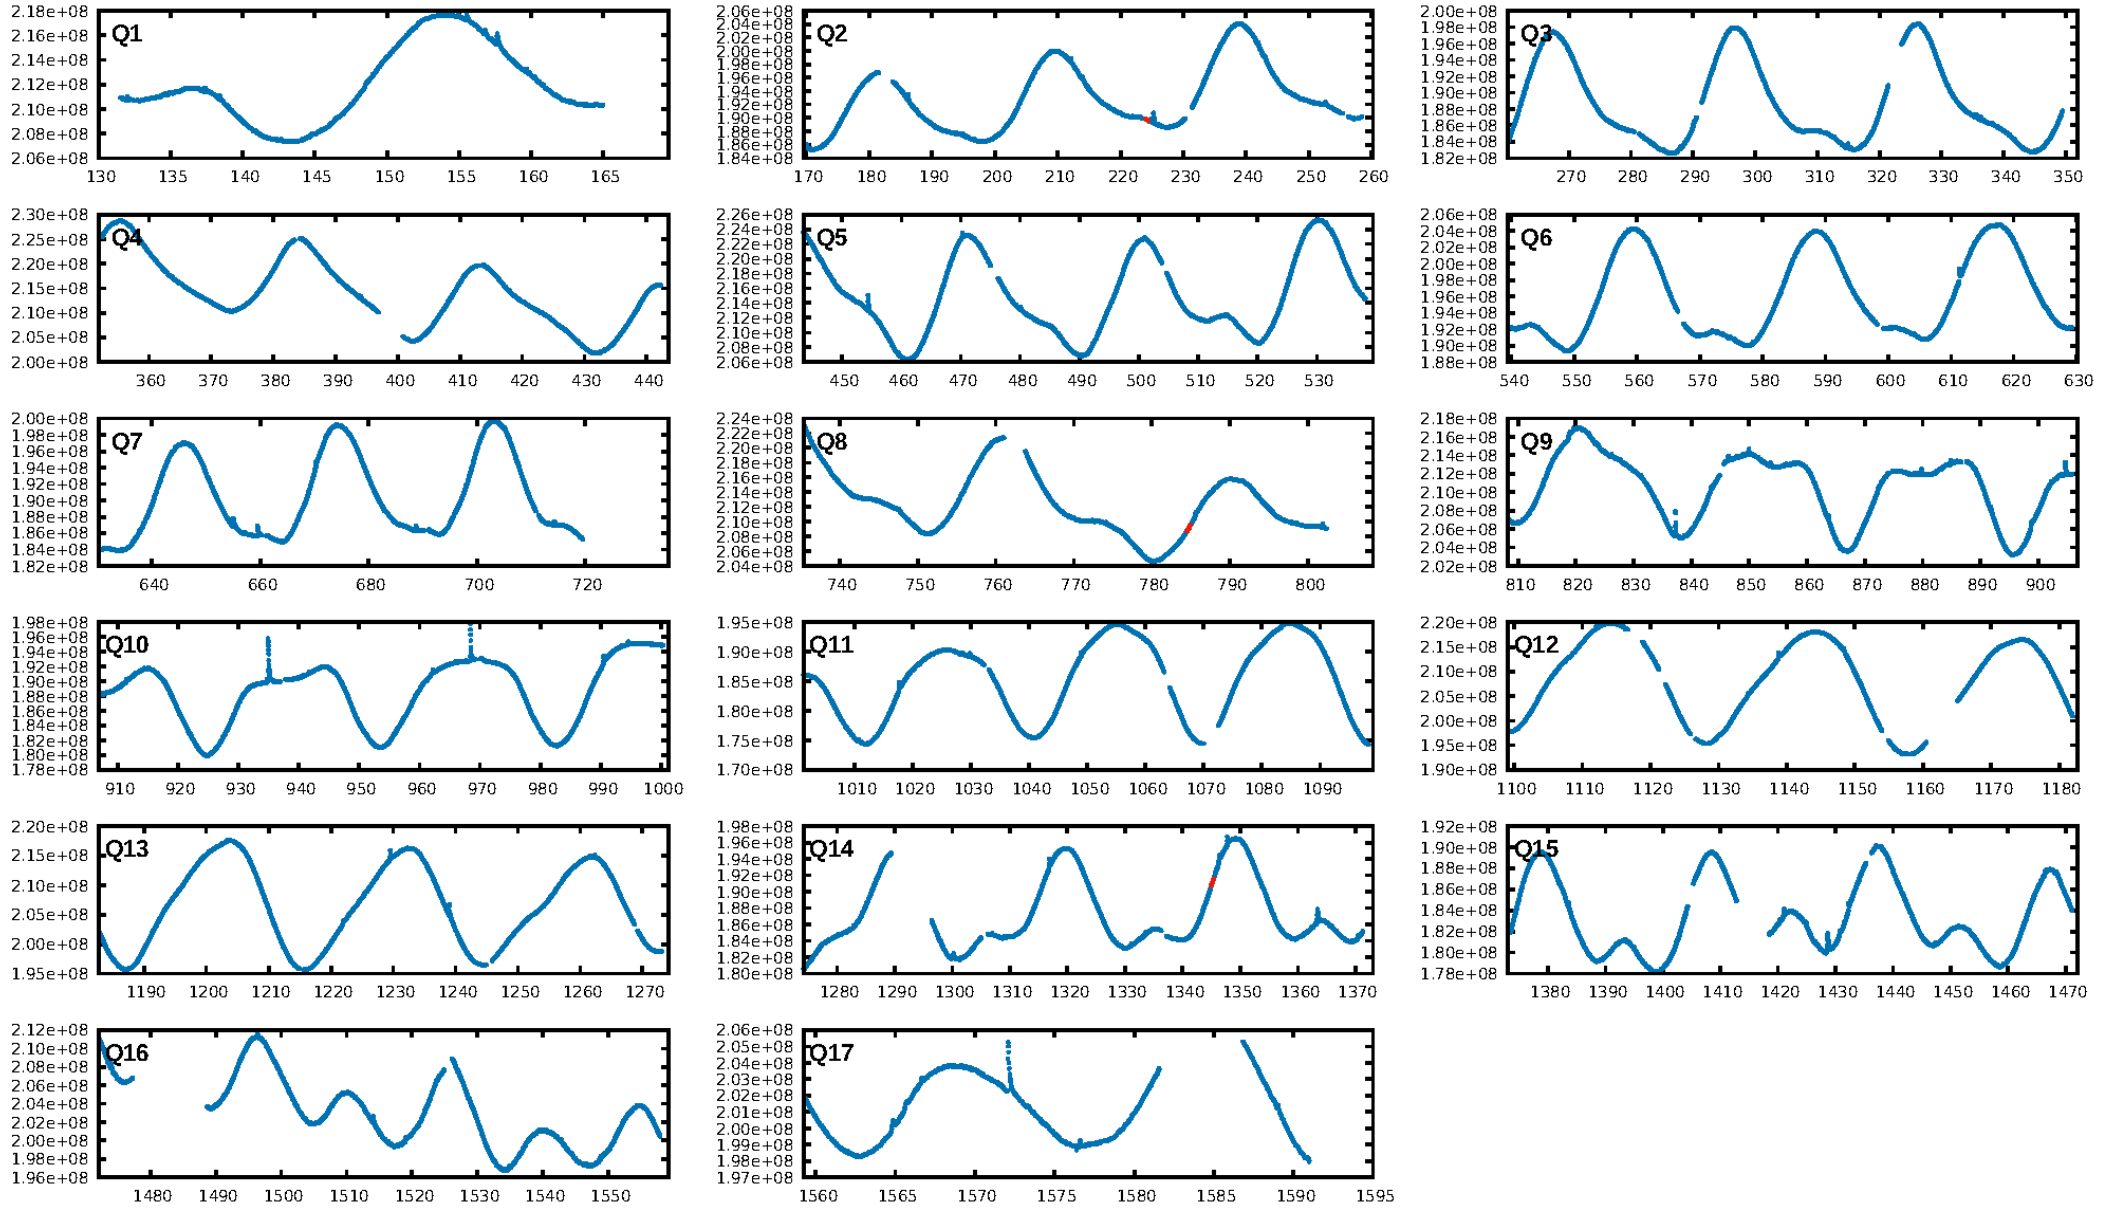 Q1
2.18e+08
2.16e+08
2.14e+08
2.12e+08
2.10e+08
2.08e+08
2.06e+08
130 135 140 145 150 155 160 165
Q2
2.06e+08
2.04e+08
2.02e+08
2.00e+08
1.98e+08
1.96e+08
1.94e+08
1.92e+08
1.90e+08
1.88e+08
1.86e+08
1.84e+08
170 180 190 200 210 220 230 240 250 260
Q3
2.00e+08
1.98e+08
1.96e+08
1.94e+08
1.92e+08
1.90e+08
1.88e+08
1.86e+08
1.84e+08
1.82e+08
270 280 290 300 310 320 330 340 350
Q4
2.30e+08
2.25e+08
2.20e+08
2.15e+08
2.10e+08
2.05e+08
2.00e+08
360 370 380 390 400 410 420 430 440
Q5
2.26e+08
2.24e+08
2.22e+08
2.20e+08
2.18e+08
2.16e+08
2.14e+08
2.12e+08
2.10e+08
2.08e+08
2.06e+08
450 460 470 480 490 500 510 520 530
Q6
2.06e+08
2.04e+08
2.02e+08
2.00e+08
1.98e+08
1.96e+08
1.94e+08
1.92e+08
1.90e+08
1.88e+08
540 550 560 570 580 590 600 610 620 630
Q7
2.00e+08
1.98e+08
1.96e+08
1.94e+08
1.92e+08
1.90e+08
1.88e+08
1.86e+08
1.84e+08
1.82e+08
640 660 680 700 720
Q8
2.24e+08
2.22e+08
2.20e+08
2.18e+08
2.16e+08
2.14e+08
2.12e+08
2.10e+08
2.08e+08
2.06e+08
2.04e+08
740 750 760 770 780 790 800
Q9
2.18e+08
2.16e+08
2.14e+08
2.12e+08
2.10e+08
2.08e+08
2.06e+08
2.04e+08
2.02e+08
810 820 830 840 850 860 870 880 890 900
Q10
1.98e+08
1.96e+08
1.94e+08
1.92e+08
1.90e+08
1.88e+08
1.86e+08
1.84e+08
1.82e+08
1.80e+08
1.78e+08
910 920 930 940 950 960 970 980 990 1000
Q11
1.95e+08
1.90e+08
1.85e+08
1.80e+08
1.75e+08
1.70e+08
1010 1020 1030 1040 1050 1060 1070 1080 1090
Q12
2.20e+08
2.15e+08
2.10e+08
2.05e+08
2.00e+08
1.95e+08
1.90e+08
1100 1110 1120 1130 1140 1150 1160 1170 1180
Q13
2.20e+08
2.15e+08
2.10e+08
2.05e+08
2.00e+08
1.95e+08
1190 1200 1210 1220 1230 1240 1250 1260 1270
Q14
1.98e+08
1.96e+08
1.94e+08
1.92e+08
1.90e+08
1.88e+08
1.86e+08
1.84e+08
1.82e+08
1.80e+08
1280 1290 1300 1310 1320 1330 1340 1350 1360 1370
Q15
1.92e+08
1.90e+08
1.88e+08
1.86e+08
1.84e+08
1.82e+08
1.80e+08
1.78e+08
1380 1390 1400 1410 1420 1430 1440 1450 1460 1470
Q16
2.12e+08
2.10e+08
2.08e+08
2.06e+08
2.04e+08
2.02e+08
2.00e+08
1.98e+08
1.96e+08
1480 1490 1500 1510 1520 1530 1540 1550
Q17
2.06e+08
2.05e+08
2.04e+08
2.03e+08
2.02e+08
2.01e+08
2.00e+08
1.99e+08
1.98e+08
1.97e+08
1560 1565 1570 1575 1580 1585 1590 1595